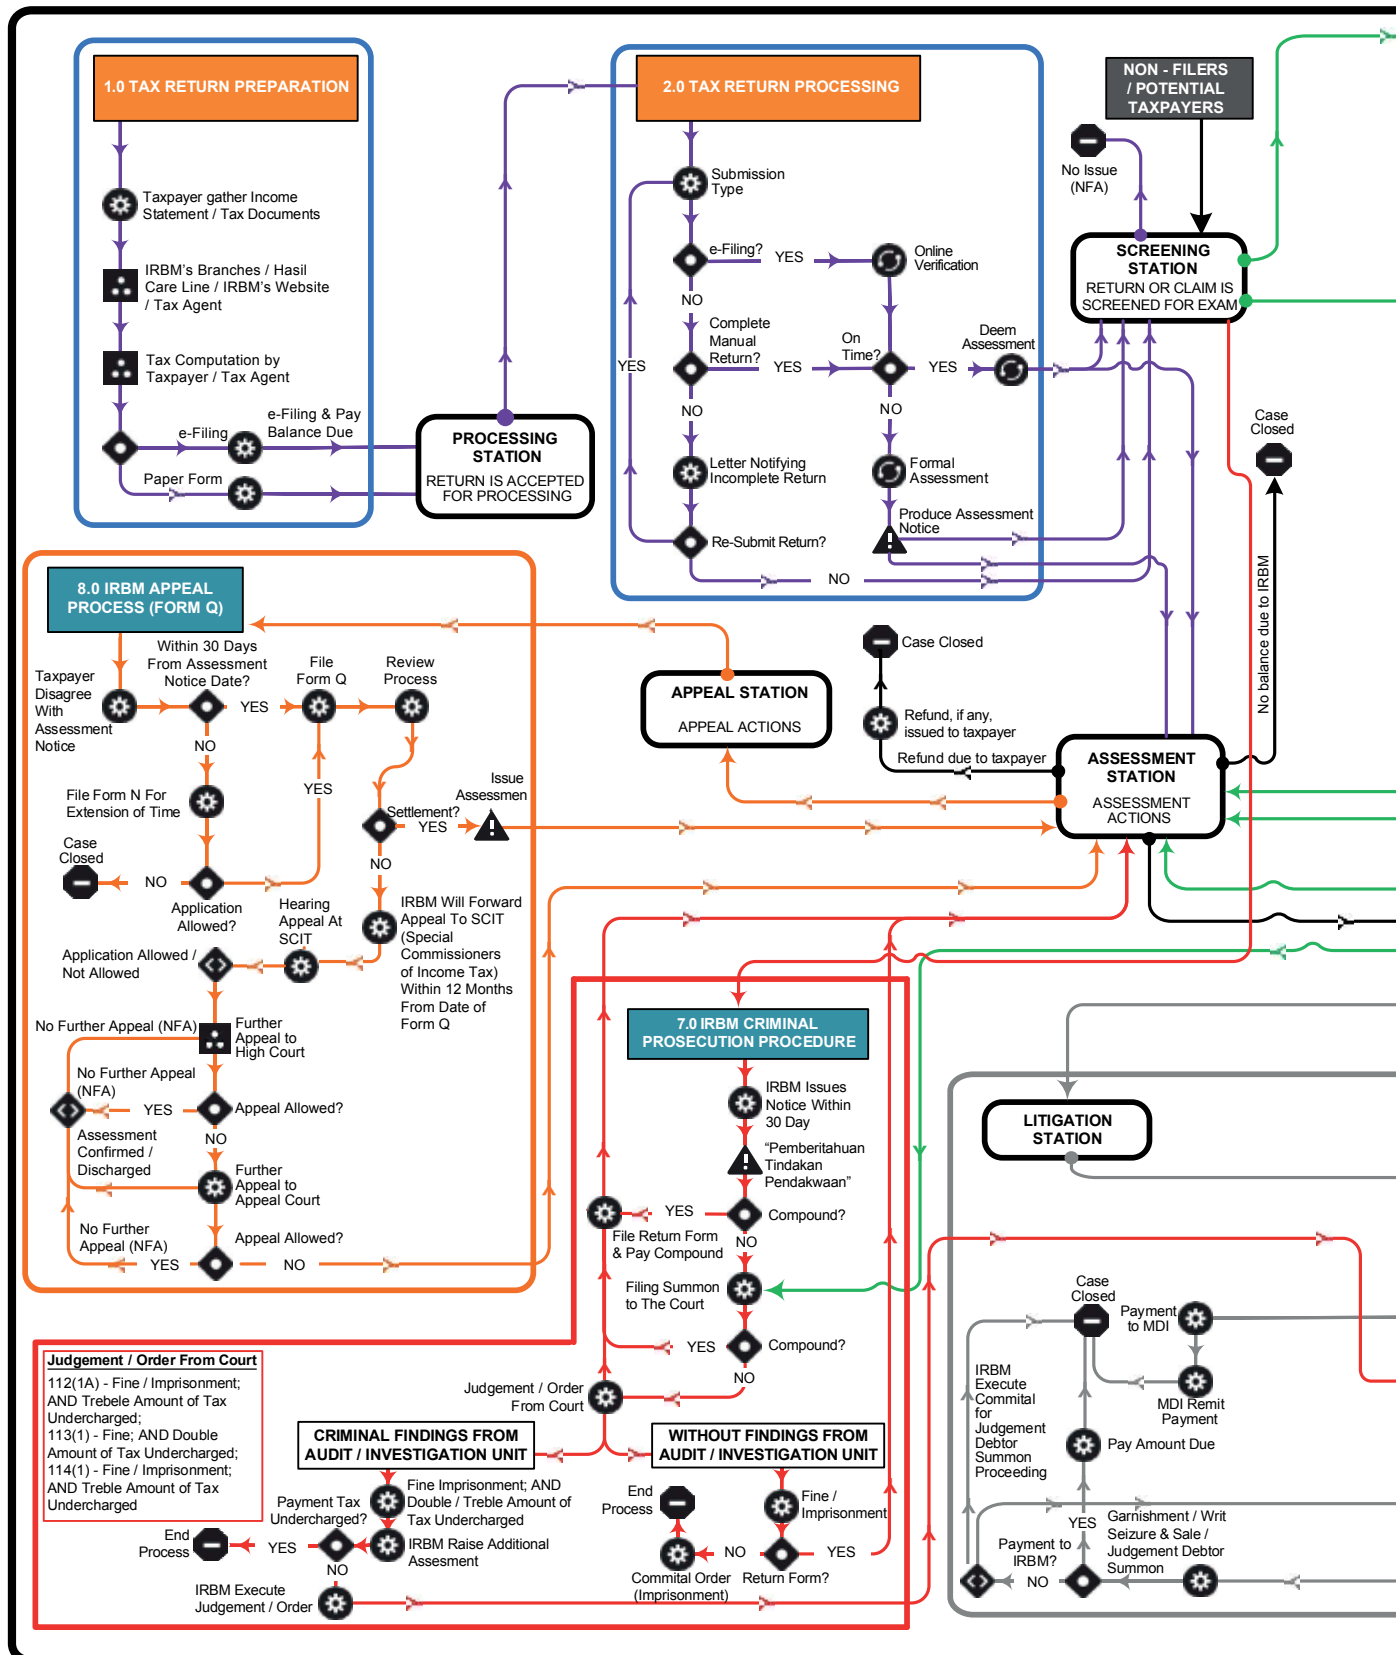 1.0 TAX RETURN PREPARATION
Taxpayer gather Income
Statement / Tax Documents
IRBM's Branches / Hasil
Care Line / IRBM's Website
/ Tax Agent
Tax Computation by
Taxpayer / Tax Agent
e-Filing
e-Filing & Pay
Balance Due
Paper Form
PROCESSING
STATION
RETURN IS ACCEPTED
FOR PROCESSING
2.0 TAX RETURN PROCESSING
Submission
Type
e-Filing?
YES
Online
Verification
NO
Complete
Manual
Return?
YES
On
Time?
YES
Deem
Assessment
YES
NO
NO
Letter Notifying
Incomplete Return
Formal
Assessment
Produce Assessment
Notice
Re-Submit Return?
NO
NON - FILERS
/ POTENTIAL
TAXPAYERS
No Issue
(NFA)
SCREENING
STATION
RETURN OR CLAIM IS
SCREENED FOR EXAM
Case
Closed
No balance due to IRBM
8.0 IRBM APPEAL
PROCESS (FORM Q)
Taxpayer
Disagree
With
Assessment
Notice
Within 30 Days
From Assessment
Notice Date?
YES
File
Form Q
Review
Process
NO
File Form N For
Extension of Time
YES
Case
Closed
NO
Application
Allowed?
Settlement?
YES
Issue
Assessmen
NO
Hearing
Appeal At
SCIT
IRBM Will Forward
Appeal To SCIT
(Special
Commissioners
of Income Tax)
Within 12 Months
From Date of
Form Q
Application Allowed /
Not Allowed
No Further Appeal (NFA)
Further
Appeal to
High Court
No Further Appeal
(NFA)
YES
Appeal Allowed?
Assessment
Confirmed /
Discharged
NO
Further
Appeal to
Appeal Court
No Further
Appeal (NFA)
YES
Appeal Allowed?
NO
APPEAL STATION
APPEAL ACTIONS
Case Closed
Refund, if any,
issued to taxpayer
Refund due to taxpayer
ASSESSMENT
STATION
ASSESSMENT
ACTIONS
7.0 IRBM CRIMINAL
PROSECUTION PROCEDURE
IRBM Issues
Notice Within
30 Day
"Pemberitahuan
Tindakan
Pendakwaan"
YES
Compound?
File Return Form
& Pay Compound
NO
Filing Summon
to The Court
YES
Compound?
NO
Judgement / Order
From Court
Judgement / Order From Court
112(1A) - Fine / Imprisonment;
AND Trebele Amount of Tax
Undercharged;
113(1) - Fine; AND Double
Amount of Tax Undercharged;
114(1) - Fine / Imprisonment;
AND Treble Amount of Tax
Undercharged
CRIMINAL FINDINGS FROM
AUDIT / INVESTIGATION UNIT
WITHOUT FINDINGS FROM
AUDIT / INVESTIGATION UNIT
Fine Imprisonment; AND
Double / Treble Amount of
Tax Undercharged
Payment Tax
Undercharged?
IRBM Raise Additional
Assesment
End
Process
YES
NO
IRBM Execute
Judgement / Order
End
Process
Fine /
Imprisonment
NO
YES
Commital Order
(Imprisonment)
Return Form?
LITIGATION
STATION
Case
Closed
Payment
to MDI
MDI Remit
Payment
IRBM
Execute
Commital
for
Judgement
Debtor
Summon
Proceeding
Pay Amount Due
YES
Garnishment / Writ
Seizure & Sale /
Judgement Debtor
Summon
Payment to
IRBM?
NO